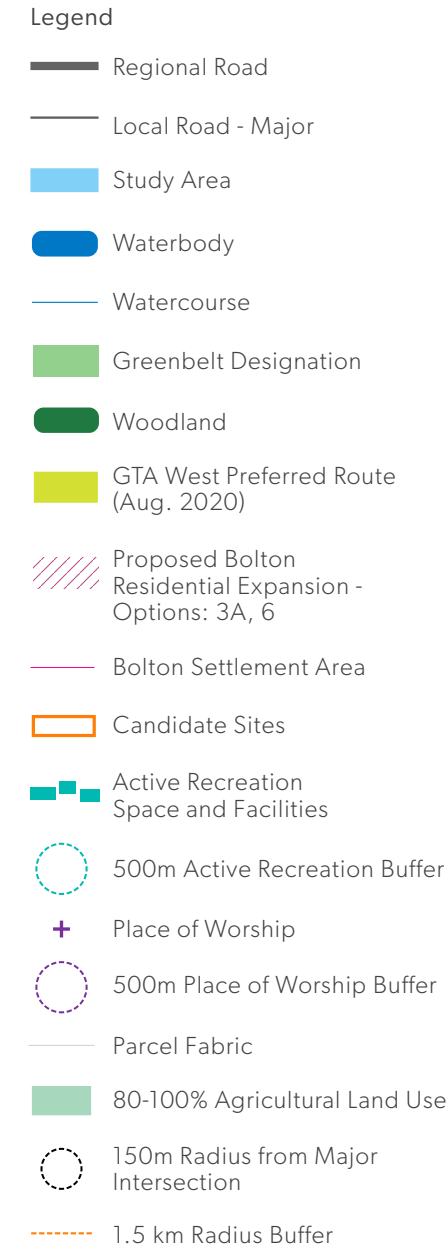 Legend
Regional Road
Local Road - Major
Study Area
Waterbody
Watercourse
Greenbelt Designation
Woodland
GTA West Preferred Route
(Aug. 2020)
Proposed Bolton
Residential Expansion -
Options: 3A, 6
Bolton Settlement Area
Candidate Sites
Active Recreation
Space and Facilities
500m Active Recreation Buffer
Place of Worship
500m Place of Worship Buffer
Parcel Fabric
80-100% Agricultural Land Use
150m Radius from Major
Intersection
1.5 km Radius Buffer